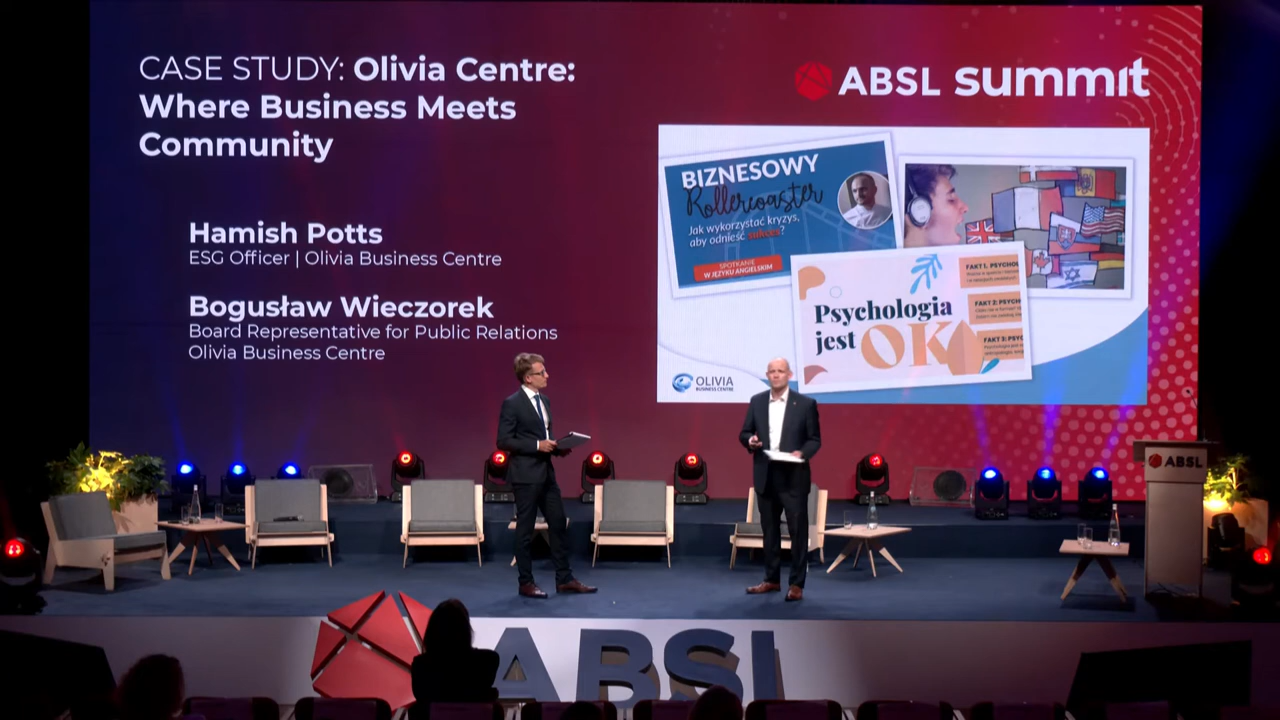 CASE STUDY: Olivia Centre:
Where Business Meets
Community
ABSL summit
Hamish Potts
ESG Officer | Olivia Business Centre
Bogusław Wieczorek
Board Representative for Public Relations
Olivia Business Centre
BIZNESOWY
Rollercoaster
Jak wykorzystać kryzys,
aby odnieść sukces?
SPOTKANIE
W JĘZYKU ANGIELSKIM
Psychologia
jest OK
FAKT 1. PSYCHOL
FAKT 2: PSYCH
FAKT 3: PSYC
OLIVIA
BUSINESS CENTRE
ABSL
ABSL